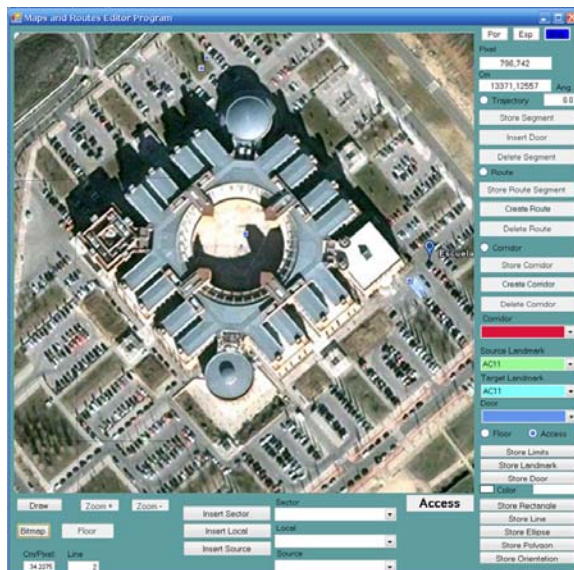 Maps and Routes Editor Program
Por Esp
Pixel
798,742
Cm
13371,12557 Ang
Trajectory 0.0
Store Segment
Insert Door
Delete Segment
Route
Store Route Segment
Create Route
Delete Route
Corridor
Store Corridor
Create Corridor
Delete Corridor
Corridor
Source Landmark
AC11
Target Landmark
AC11
Door
Floor Access
Store Limits
Store Landmark
Store Door
Color
Store Rectangle
Store Line
Store Ellipse
Store Polygon
Store Orientation
Escuela
Draw Zoom + Zoom -
Bitmap Floor
Cm/Pixel Line
34.2375 2
Insert Sector
Insert Local
Insert Source
Sector
Local
Source
Access